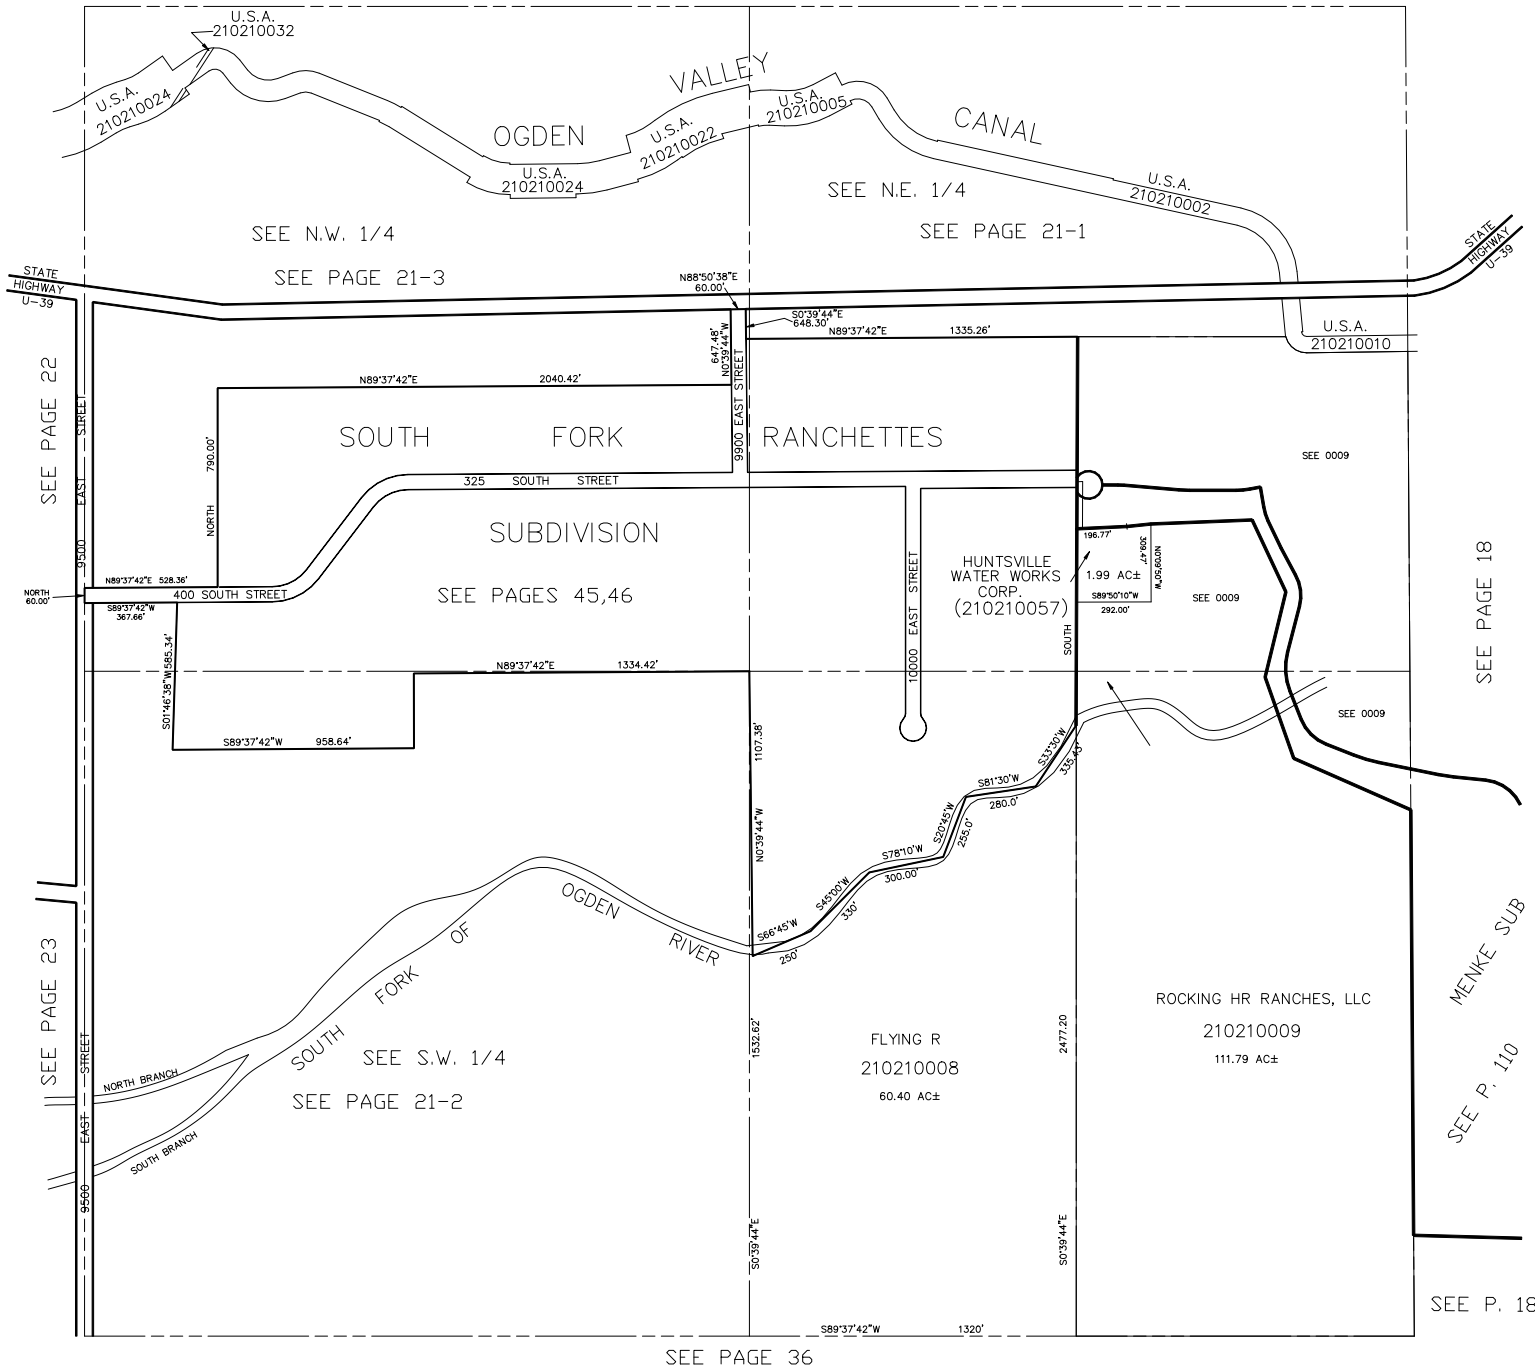 U.S.A.
210210032
U.S.A.
210210024
OGDEN
VALLEY
CANAL
U.S.A.
210210024
U.S.A.
210210022
U.S.A.
210210005
U.S.A.
210210002
SEE N.E. 1/4
SEE PAGE 21-1
SEE N.W. 1/4
SEE PAGE 21-3
STATE
HIGHWAY
U-39
STATE
HIGHWAY
U-39
N88°50'38"E
60.00'
S0°39'44"E
648.30'
N89°37'42"E 1335.26'
U.S.A.
210210010
647.48'
N0°39'44"W
9900 EAST STREET
N89°37'42"E 2040.42'
SEE PAGE 22
9500 EAST STREET
NORTH 790.00'
SOUTH FORK RANCHETTES
325 SOUTH STREET
SUBDIVISION
SEE PAGES 45,46
SEE 0009
196.77'
309.47'
N0°09'50"W
HUNTSVILLE
WATER WORKS
CORP.
(210210057)
1.99 AC±
S89°50'10"W
292.00'
SEE 0009
SEE PAGE 18
NORTH
60.00'
N89°37'42"E 528.36'
400 SOUTH STREET
S89°37'42"W
367.66'
S01°46'38"W 585.34'
10000 EAST STREET
SOUTH
N89°37'42"E 1334.42'
S89°37'42"W 958.64'
SEE 0009
1107.38'
N0°39'44"W
S33°30'W
335.43'
S81°30'W
280.0'
S20°45'W
255.0'
S78°10'W
300.00'
S45°00'W
330'
S66°45'W
250'
SOUTH FORK OF OGDEN RIVER
SEE PAGE 23
9500 EAST STREET
NORTH BRANCH
SOUTH BRANCH
SEE S.W. 1/4
SEE PAGE 21-2
1532.62'
S0°39'44"E
FLYING R
210210008
60.40 AC±
2477.20
S0°39'44"E
ROCKING HR RANCHES, LLC
210210009
111.79 AC±
MENKE SUB
SEE P. 110
SEE P. 18
S89°37'42"W 1320'
SEE PAGE 36